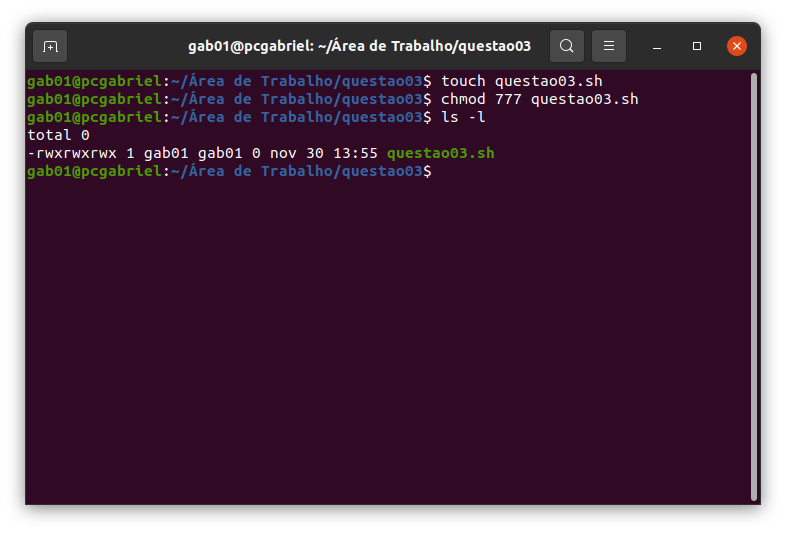 gab01@pcgabriel: ~/Área de Trabalho/questao03
gab01@pcgabriel:~/Área de Trabalho/questao03$ touch questao03.sh
gab01@pcgabriel:~/Área de Trabalho/questao03$ chmod 777 questao03.sh
gab01@pcgabriel:~/Área de Trabalho/questao03$ ls -l
total 0
-rwxrwxrwx 1 gab01 gab01 0 nov 30 13:55 questao03.sh
gab01@pcgabriel:~/Área de Trabalho/questao03$